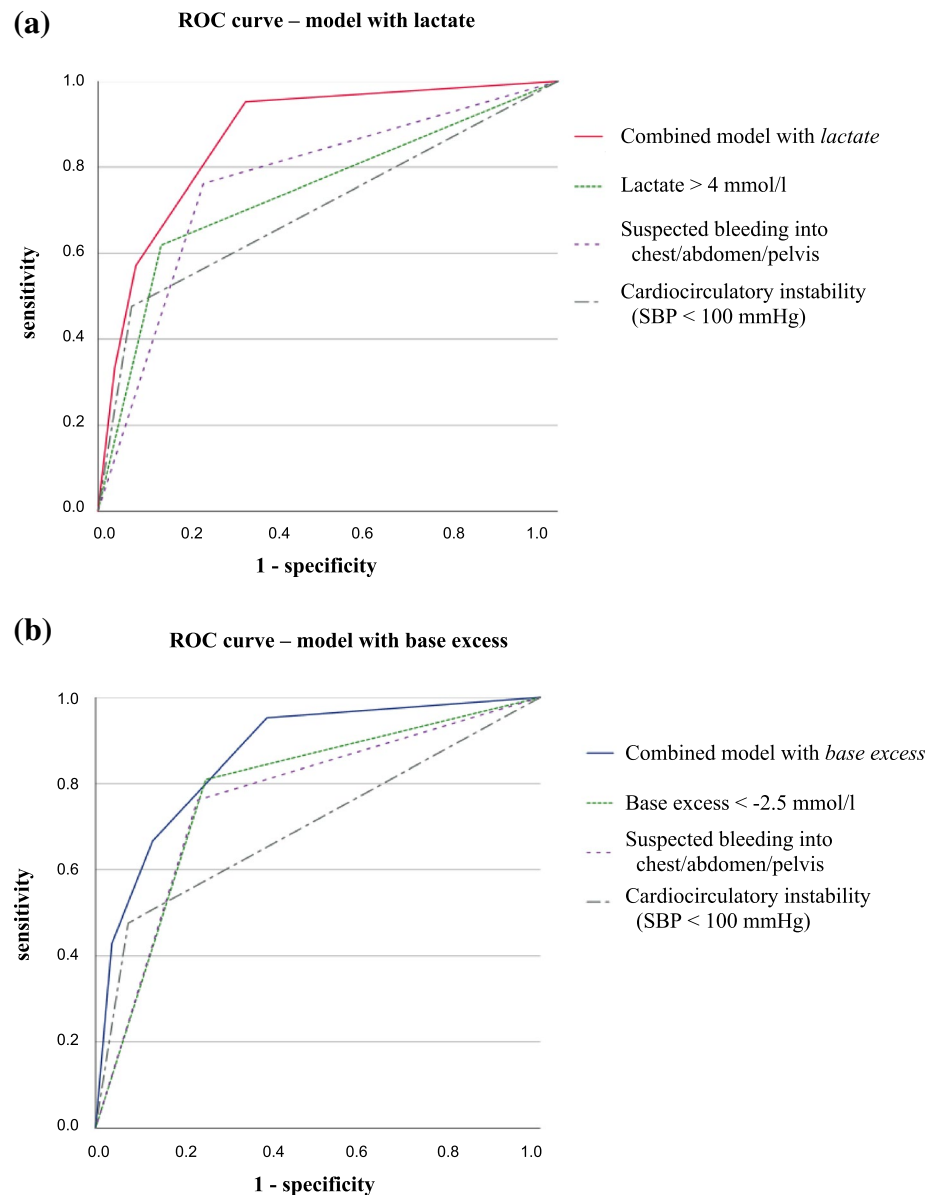 (a)
ROC curve – model with lactate
1.0
0.8
0.6
0.4
0.2
0.0
sensitivity
0.0 0.2 0.4 0.6 0.8 1.0
1 - specificity
Combined model with lactate
Lactate > 4 mmol/l
Suspected bleeding into
chest/abdomen/pelvis
Cardiocirculatory instability
(SBP < 100 mmHg)
(b)
ROC curve – model with base excess
1.0
0.8
0.6
0.4
0.2
0.0
sensitivity
0.0 0.2 0.4 0.6 0.8 1.0
1 - specificity
Combined model with base excess
Base excess < -2.5 mmol/l
Suspected bleeding into
chest/abdomen/pelvis
Cardiocirculatory instability
(SBP < 100 mmHg)